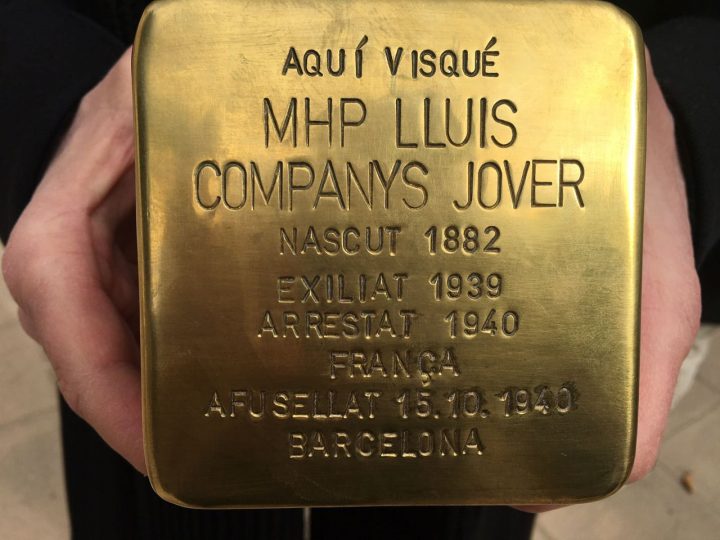 AQUÍ VISQUÉ
MHP LLUIS
COMPANYS JOVER
NASCUT 1882
EXILIAT 1939
ARRESTAT 1940
FRANÇA
AFUSELLAT 15.10.1940
BARCELONA